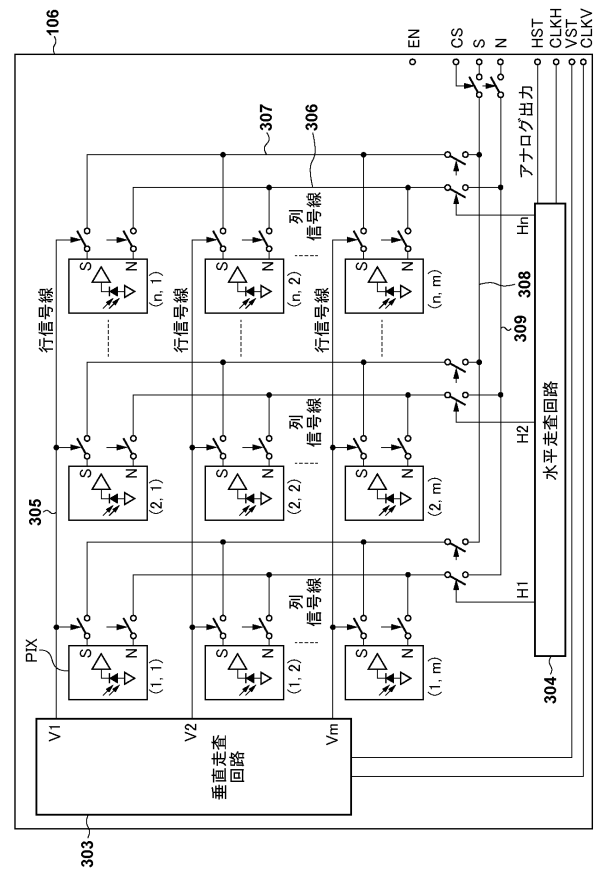 106
EN
CS
S
N
HST
CLKH
VST
CLKV
アナログ出力
307
306
305
PIX
行信号線
行信号線
行信号線
列
信号線
列
信号線
列
信号線
V1
V2
Vm
S
N
(1, 1)
S
N
(2, 1)
S
N
(n, 1)
S
N
(1, 2)
S
N
(2, 2)
S
N
(n, 2)
S
N
(1, m)
S
N
(2, m)
S
N
(n, m)
垂直走査
回路
303
H1
H2
Hn
308
309
水平走査回路
304